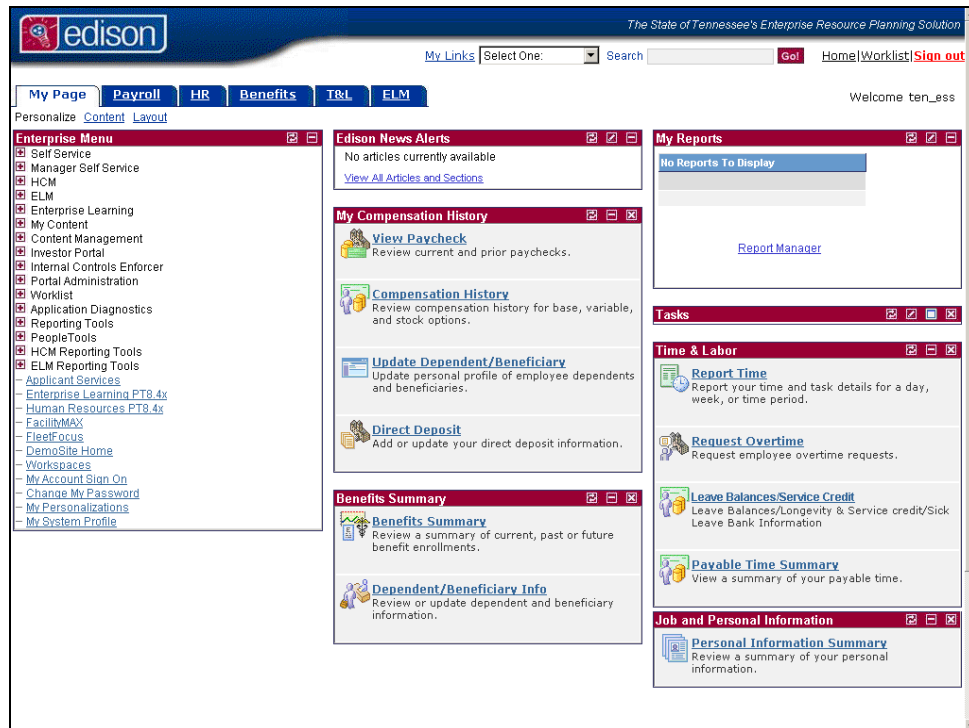 edison
The State of Tennessee's Enterprise Resource Planning Solution
My Links Select One: Search Go! Home|Worklist|Sign out
My Page Payroll HR Benefits T&L ELM
Welcome ten_ess
Personalize Content Layout
Enterprise Menu
Self Service
Manager Self Service
HCM
ELM
Enterprise Learning
My Content
Content Management
Investor Portal
Internal Controls Enforcer
Portal Administration
Worklist
Application Diagnostics
Reporting Tools
PeopleTools
HCM Reporting Tools
ELM Reporting Tools
Applicant Services
Enterprise Learning PT8.4x
Human Resources PT8.4x
FacilityMAX
FleetFocus
DemoSite Home
Workspaces
My Account Sign On
Change My Password
My Personalizations
My System Profile
Edison News Alerts
No articles currently available
View All Articles and Sections
My Compensation History
View Paycheck
Review current and prior paychecks.
Compensation History
Review compensation history for base, variable,
and stock options.
Update Dependent/Beneficiary
Update personal profile of employee dependents
and beneficiaries.
Direct Deposit
Add or update your direct deposit information.
Benefits Summary
Benefits Summary
Review a summary of current, past or future
benefit enrollments.
Dependent/Beneficiary Info
Review or update dependent and beneficiary
information.
My Reports
No Reports To Display
Report Manager
Tasks
Time & Labor
Report Time
Report your time and task details for a day,
week, or time period.
Request Overtime
Request employee overtime requests.
Leave Balances/Service Credit
Leave Balances/Longevity & Service credit/Sick
Leave Bank Information
Payable Time Summary
View a summary of your payable time.
Job and Personal Information
Personal Information Summary
Review a summary of your personal
information.